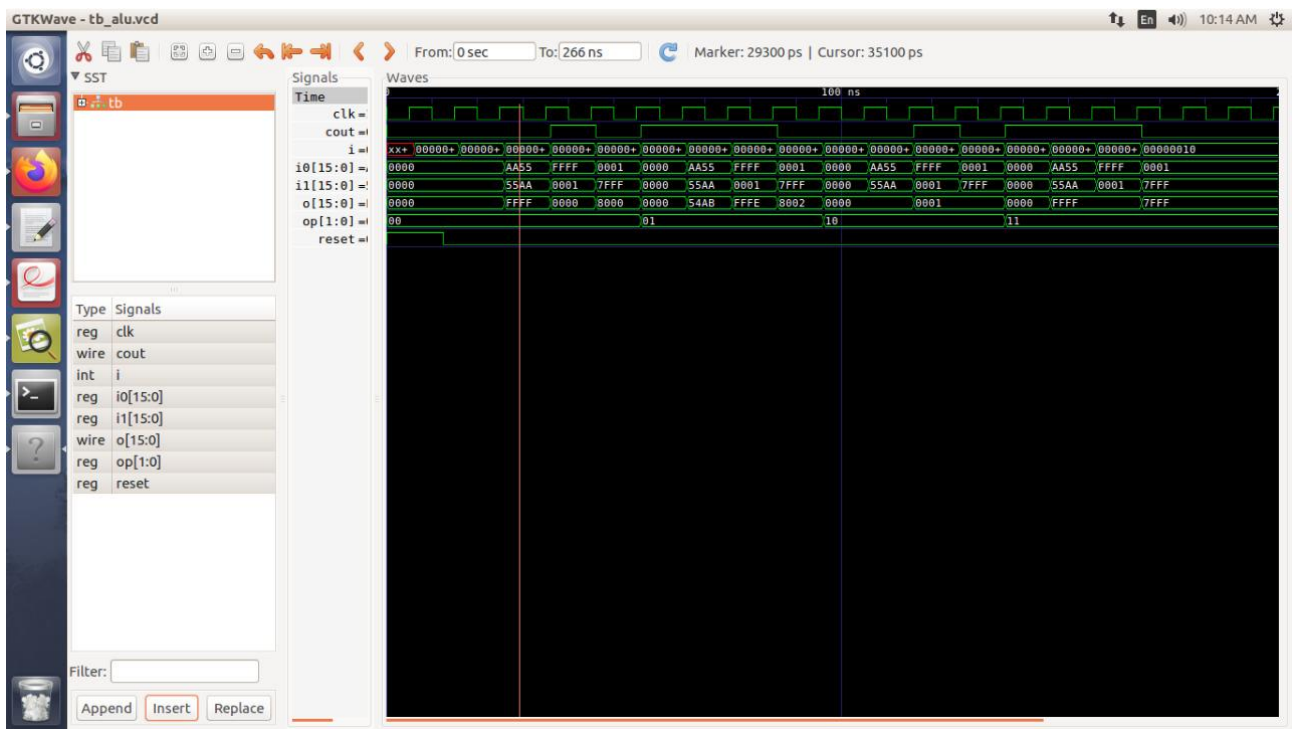 GTKWave - tb_alu.vcd En 10:14 AM
From: 0 sec To: 266 ns Marker: 29300 ps | Cursor: 35100 ps
SST
tb
Type Signals
reg clk
wire cout
int i
reg i0[15:0]
reg i1[15:0]
wire o[15:0]
reg op[1:0]
reg reset
Filter:
Append Insert Replace
Signals
Time
clk =
cout =
i =
i0[15:0] =
i1[15:0] =
o[15:0] =
op[1:0] =
reset =
Waves
100 ns
xx+ 00000+ 00000+ 00000+ 00000+ 00000+ 00000+ 00000+ 00000+ 00000+ 00000+ 00000+ 00000+ 00000+ 00000+ 00000+ 00000010
0000 AA55 FFFF 0001 0000 AA55 FFFF 0001 0000 AA55 FFFF 0001 0000 AA55 FFFF 0001
0000 55AA 0001 7FFF 0000 55AA 0001 7FFF 0000 55AA 0001 7FFF 0000 55AA 0001 7FFF
0000 FFFF 0000 8000 0000 54AB FFFE 8002 0000 0001 0000 FFFF 7FFF
00 01 10 11